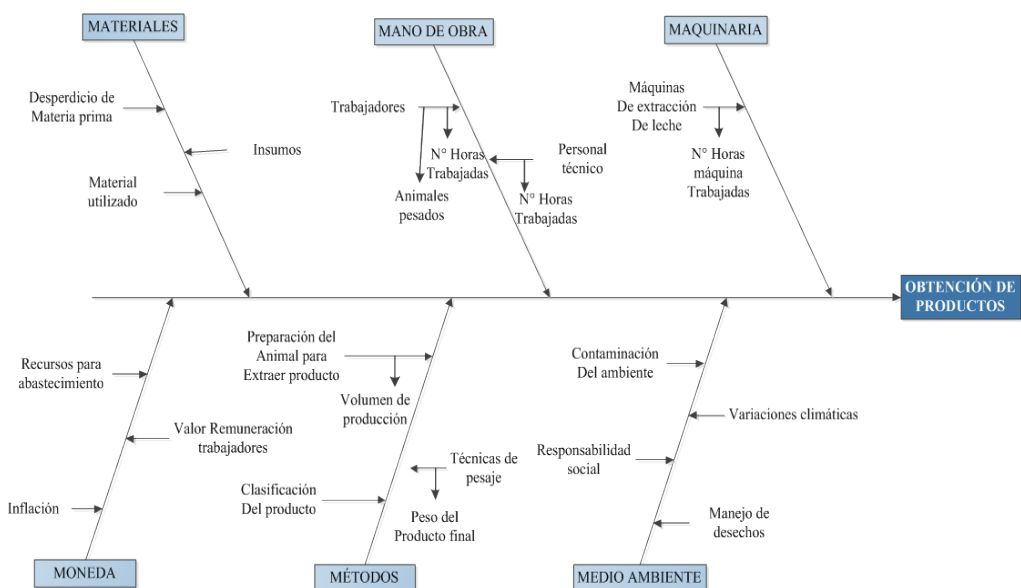 MATERIALES
MANO DE OBRA
MAQUINARIA
Desperdicio de
Materia prima
Insumos
Material
utilizado
Trabajadores
N° Horas
Trabajadas
Animales
pesados
Personal
técnico
N° Horas
Trabajadas
Máquinas
De extracción
De leche
N° Horas
máquina
Trabajadas
OBTENCIÓN DE
PRODUCTOS
Recursos para
abastecimiento
Valor Remuneración
trabajadores
Inflación
Preparación del
Animal para
Extraer producto
Volumen de
producción
Técnicas de
pesaje
Clasificación
Del producto
Peso del
Producto final
Contaminación
Del ambiente
Variaciones climáticas
Responsabilidad
social
Manejo de
desechos
MONEDA
MÉTODOS
MEDIO AMBIENTE